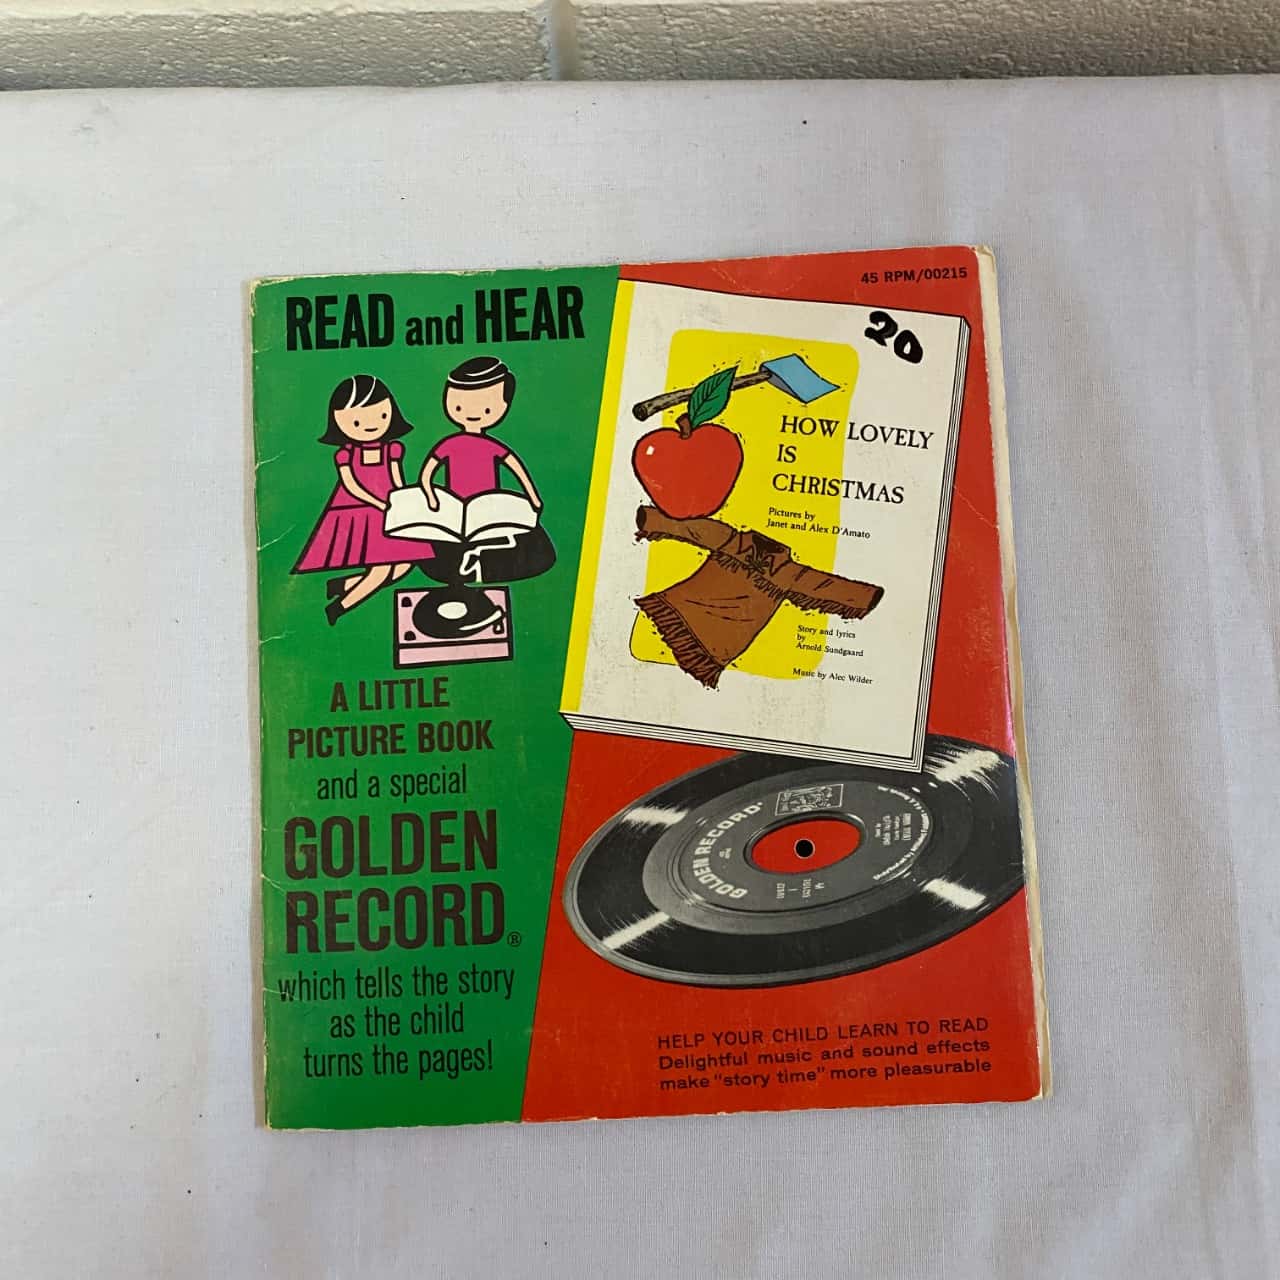 READ and HEAR
A LITTLE
PICTURE BOOK
and a special
GOLDEN
RECORD®
which tells the story
as the child
turns the pages!
45 RPM/00215
20
HOW LOVELY
IS
CHRISTMAS
Pictures by
Janet and Alex D'Amato
Story and lyrics
by
Arnold Sundgaard
Music by Alec Wilder
GOLDEN RECORD
HELP YOUR CHILD LEARN TO READ
Delightful music and sound effects
make "story time" more pleasurable